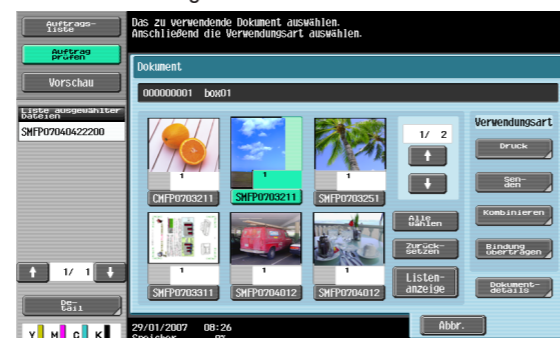 Auftrags-
liste
Das zu verwendende Dokument auswählen.
Anschließend die Verwendungsart auswählen.
Auftrag
prüfen
Vorschau
Dokument
000000001 box01
Liste ausgewählter
Dateien
SMFP07040422200
Verwendungsart
1/ 2
Druck
1
1
1
CMFP0703211
SMFP0703211
SMFP0703251
Sen-
den
Alle
wählen
Kombinieren
Zurück-
setzen
Bindung
übertragen
1/ 1
1
1
1
SMFP0703311
SMFP0704012
SMFP0704012
Listen-
anzeige
Dokument-
details
De-
tail
Y M C K
29/01/2007 08:26
Speicher 0%
Abbr.